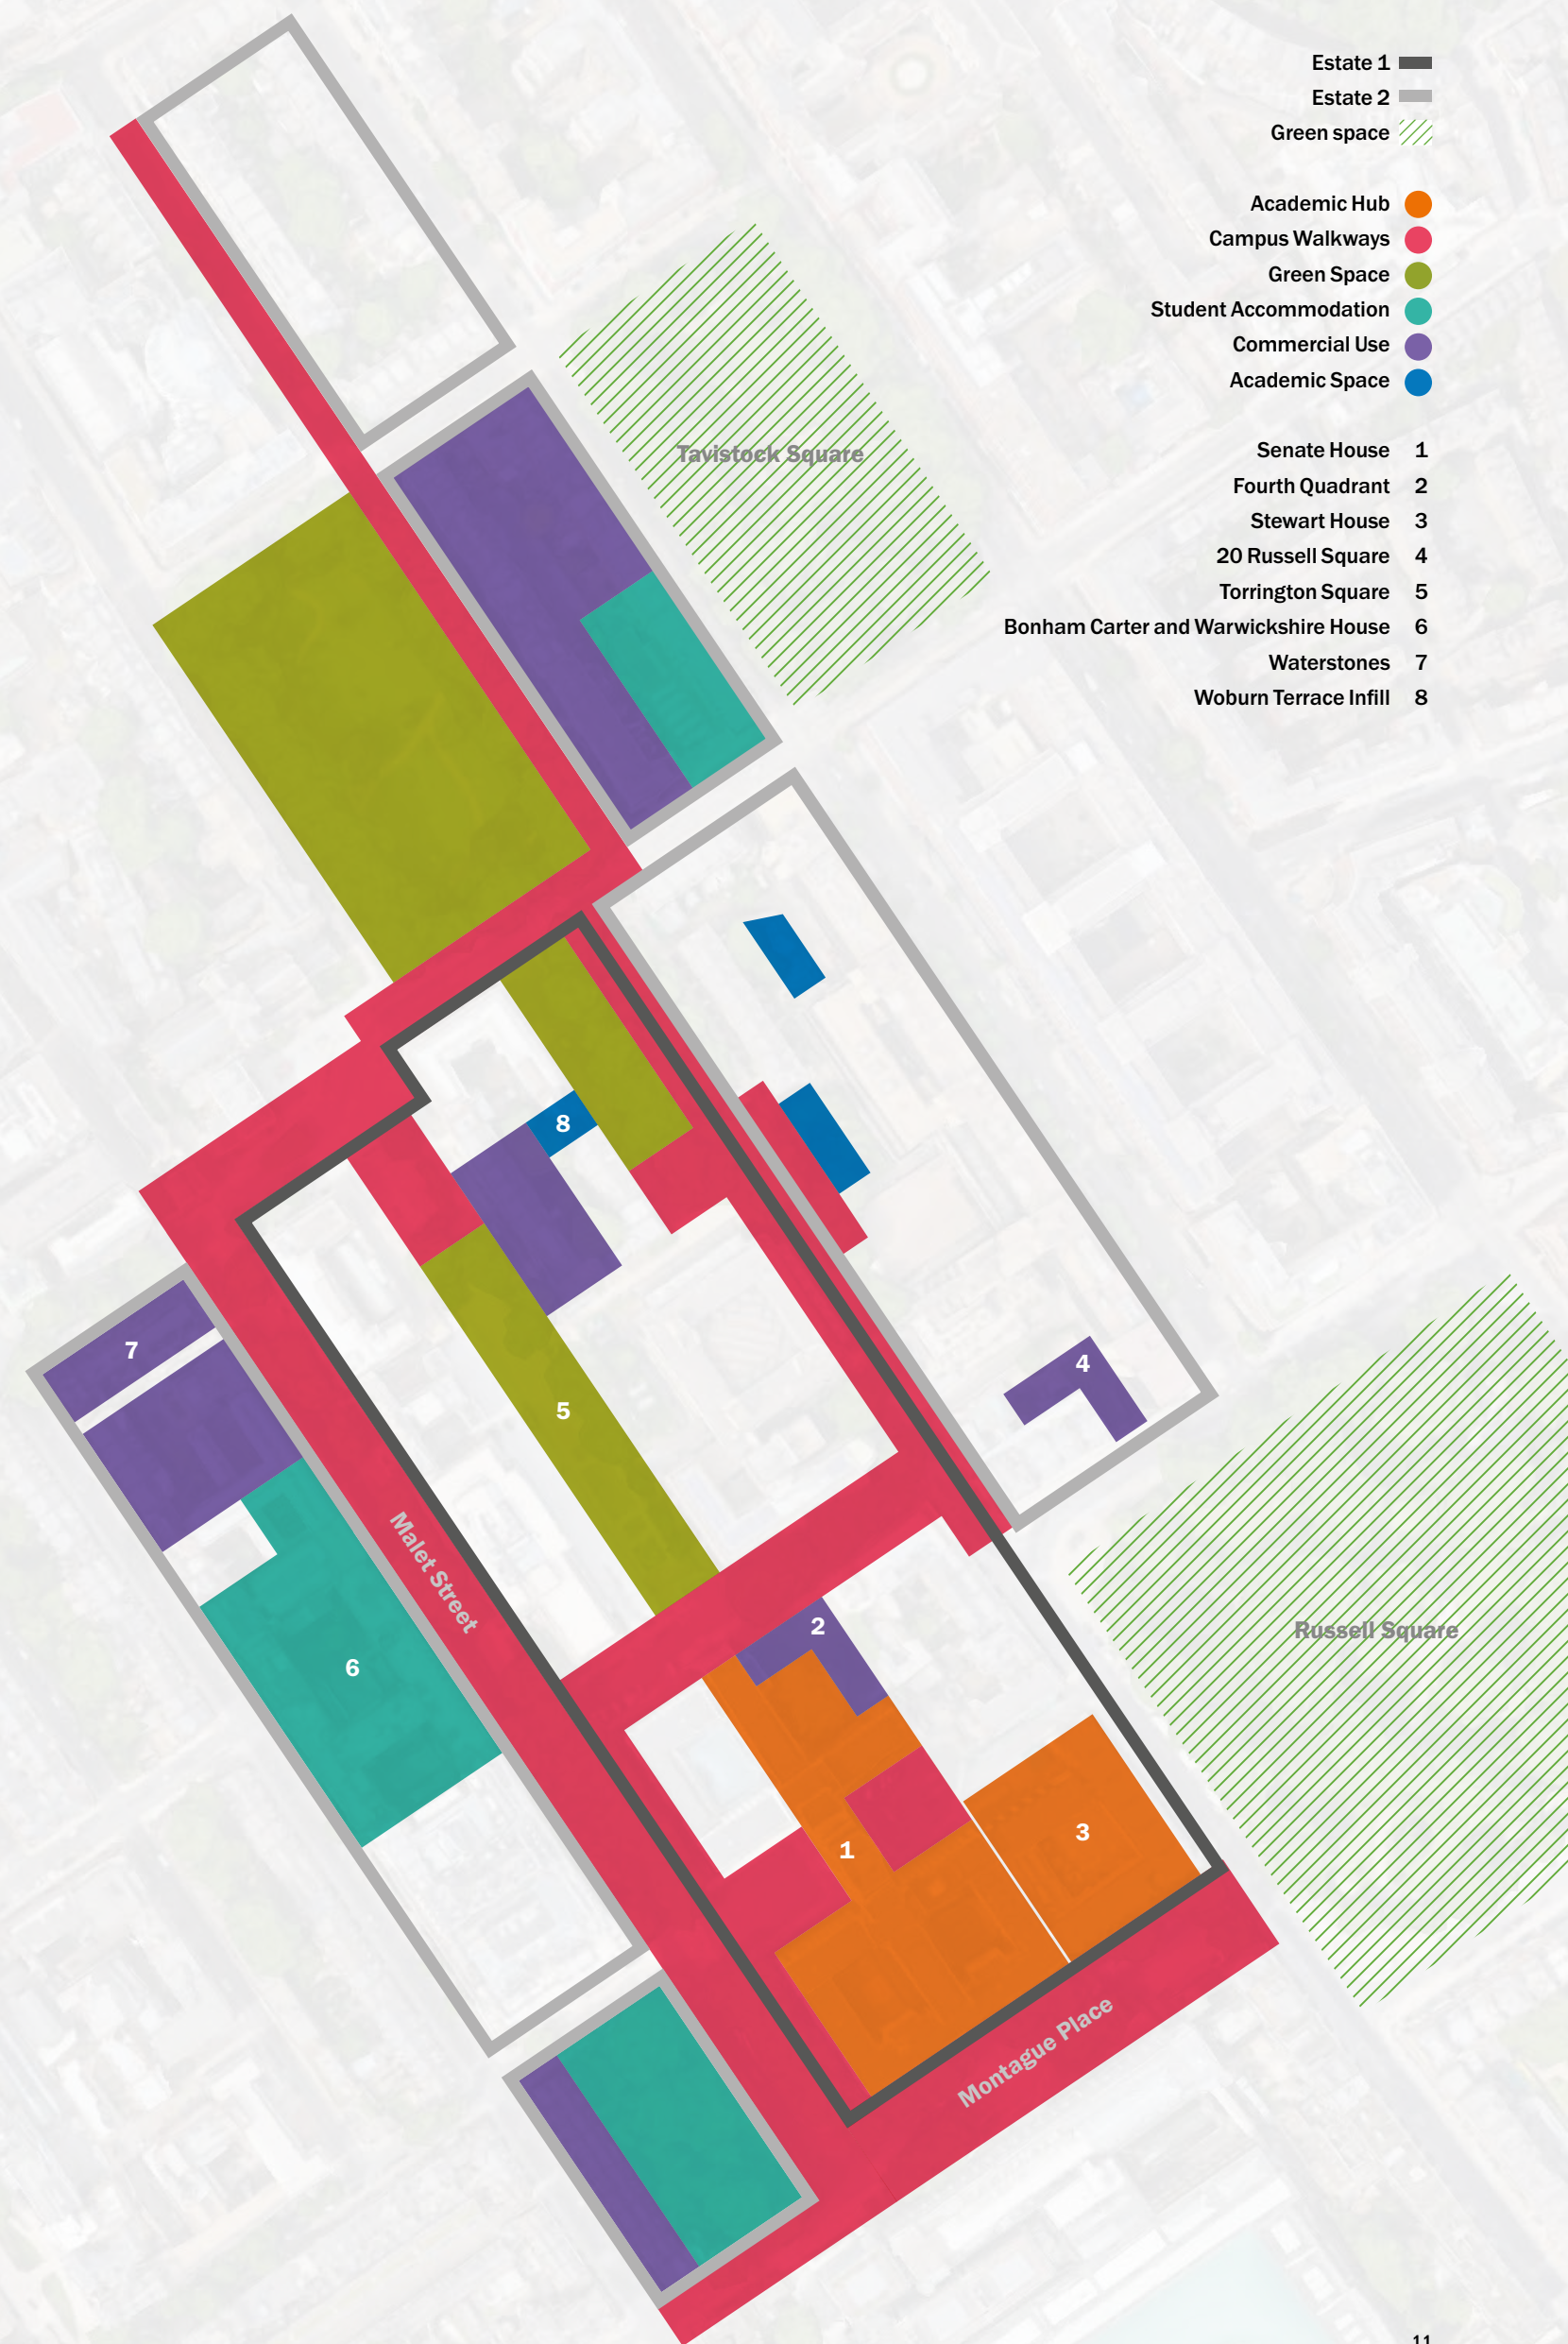 Estate 1
Estate 2
Green space
Academic Hub
Campus Walkways
Green Space
Student Accommodation
Commercial Use
Academic Space
Senate House 1
Fourth Quadrant 2
Stewart House 3
20 Russell Square 4
Torrington Square 5
Bonham Carter and Warwickshire House 6
Waterstones 7
Woburn Terrace Infill 8
Tavistock Square
8
7
4
5
Malet Street
2
Russell Square
6
3
1
Montague Place
11